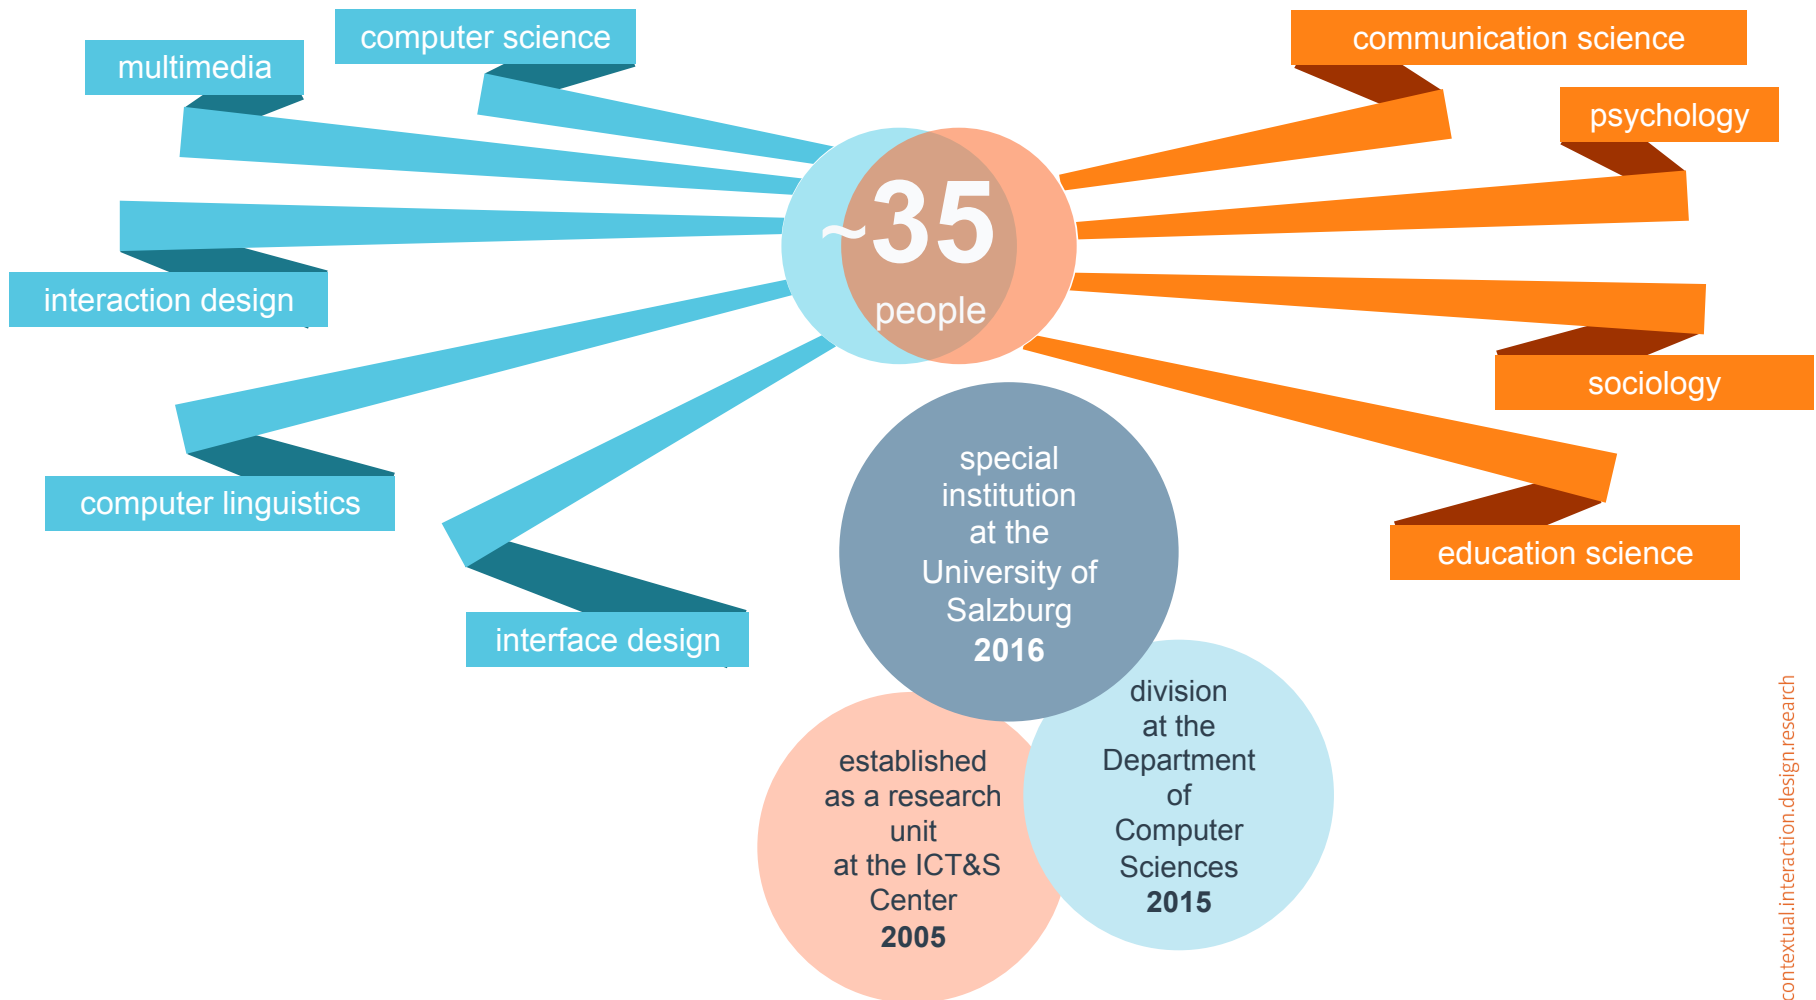 computer science
multimedia
interaction design
computer linguistics
interface design
communication science
psychology
sociology
education science
~35
people
special
institution
at the
University of
Salzburg
2016
established
as a research
unit
at the ICT&S
Center
2005
division
at the
Department
of
Computer
Sciences
2015
contextual.interaction.design.research